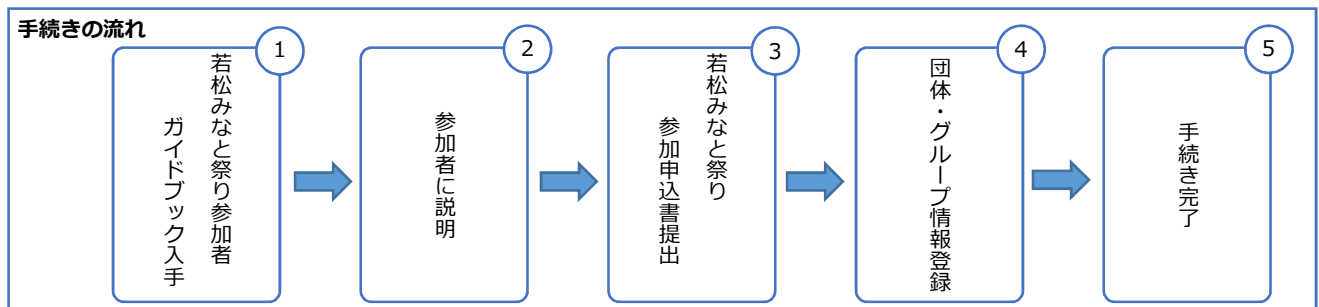 手続きの流れ
1
若松みなと祭り参加者
ガイドブック入手
2
参加者に説明
3
若松みなと祭り
参加申込書提出
4
団体・グループ情報登録
5
手続き完了